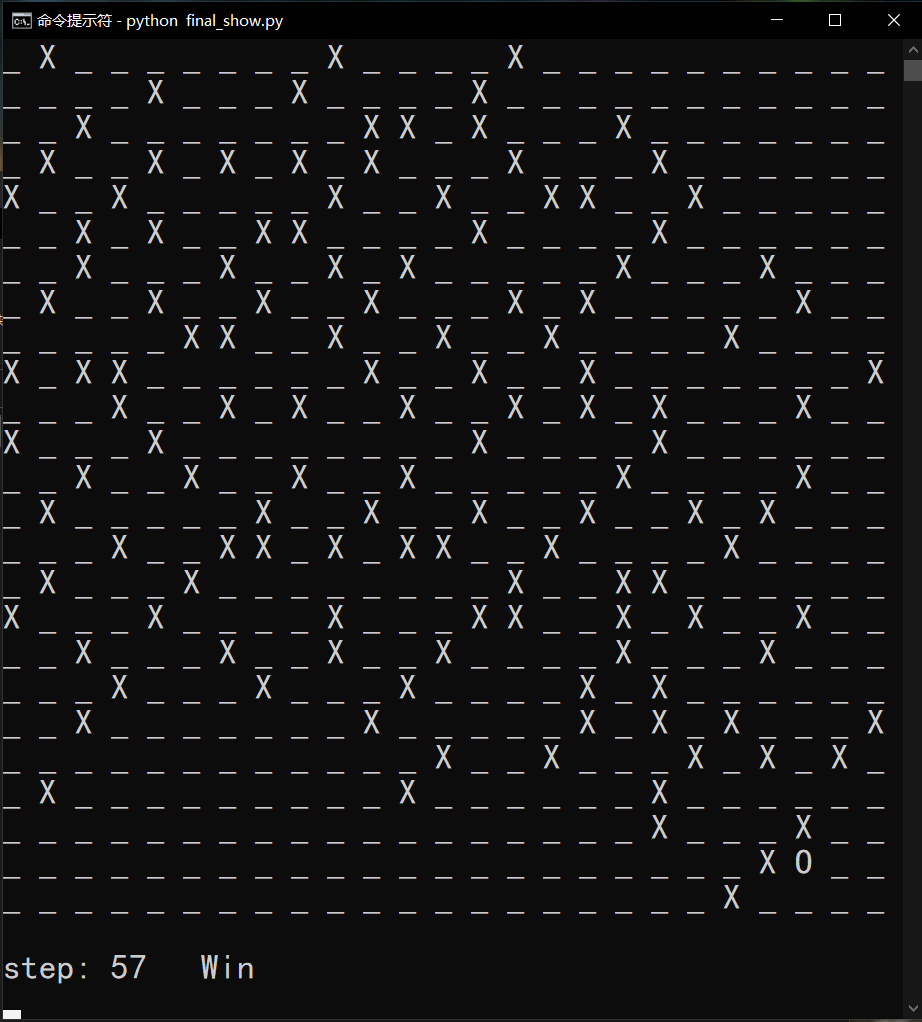 命令提示符 - python final_show.py
_ X _ _ _ _ _ _ _ X _ _ _ _ X _ _ _ _ _ _ _ _ _ _
_ _ _ _ X _ _ _ X _ _ _ _ X _ _ _ _ _ _ _ _ _ _ _
_ _ X _ _ _ _ _ _ _ X X _ X _ _ _ X _ _ _ _ _ _ _
_ X _ _ X _ X _ X _ X _ _ _ X _ _ _ X _ _ _ _ _ _
X _ _ X _ _ _ _ _ X _ _ X _ _ X X _ _ X _ _ _ _ _
_ _ X _ X _ _ X X _ _ _ _ X _ _ _ _ X _ _ _ _ _ _
_ _ X _ _ _ X _ _ X _ X _ _ _ _ _ X _ _ _ X _ _ _
_ X _ _ X _ _ X _ _ X _ _ _ X _ X _ _ _ _ _ X _ _
_ _ _ _ _ X X _ _ X _ _ X _ _ X _ _ _ _ X _ _ _ _
X _ X X _ _ _ _ _ _ X _ _ X _ _ X _ _ _ _ _ _ _ X
_ _ _ X _ _ X _ X _ _ X _ _ X _ X _ X _ _ _ X _ _
X _ _ _ X _ _ _ _ _ _ _ _ X _ _ _ _ X _ _ _ _ _ _
_ _ X _ _ X _ _ X _ _ X _ _ _ _ _ X _ _ _ _ X _ _
_ X _ _ _ _ _ X _ _ X _ _ X _ _ X _ _ X _ X _ _ _
_ _ _ X _ _ X X _ X _ X X _ _ X _ _ _ _ X _ _ _ _
_ X _ _ _ X _ _ _ _ _ _ _ _ X _ _ X X _ _ _ _ _ _
X _ _ _ X _ _ _ _ X _ _ _ X X _ _ X _ X _ _ X _ _
_ _ X _ _ _ X _ _ X _ _ X _ _ _ _ X _ _ _ X _ _ _
_ _ _ X _ _ _ X _ _ _ X _ _ _ _ X _ X _ _ _ _ _ _
_ _ X _ _ _ _ _ _ _ X _ _ _ _ _ X _ X _ X _ _ _ X
_ _ _ _ _ _ _ _ _ _ _ _ X _ _ X _ _ _ X _ X _ X _
_ X _ _ _ _ _ _ _ _ _ X _ _ _ _ _ _ X _ _ _ _ _ _
_ _ _ _ _ _ _ _ _ _ _ _ _ _ _ _ _ _ X _ _ _ X _ _
_ _ _ _ _ _ _ _ _ _ _ _ _ _ _ _ _ _ _ _ _ X O _ _
_ _ _ _ _ _ _ _ _ _ _ _ _ _ _ _ _ _ _ _ X _ _ _ _
step: 57 Win